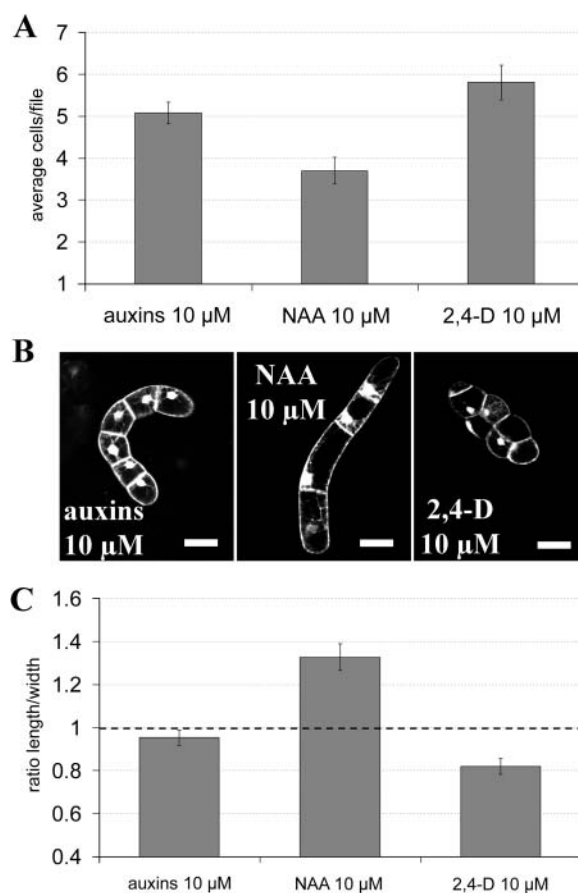 A
7
6
5
4
3
2
1
average cells/file
auxins 10 µM
NAA 10 µM
2,4-D 10 µM
B
auxins
10 µM
NAA
10 µM
2,4-D
10 µM
C
1.6
1.4
1.2
1
0.8
0.6
0.4
ratio length/width
auxins 10 µM
NAA 10 µM
2,4-D 10 µM